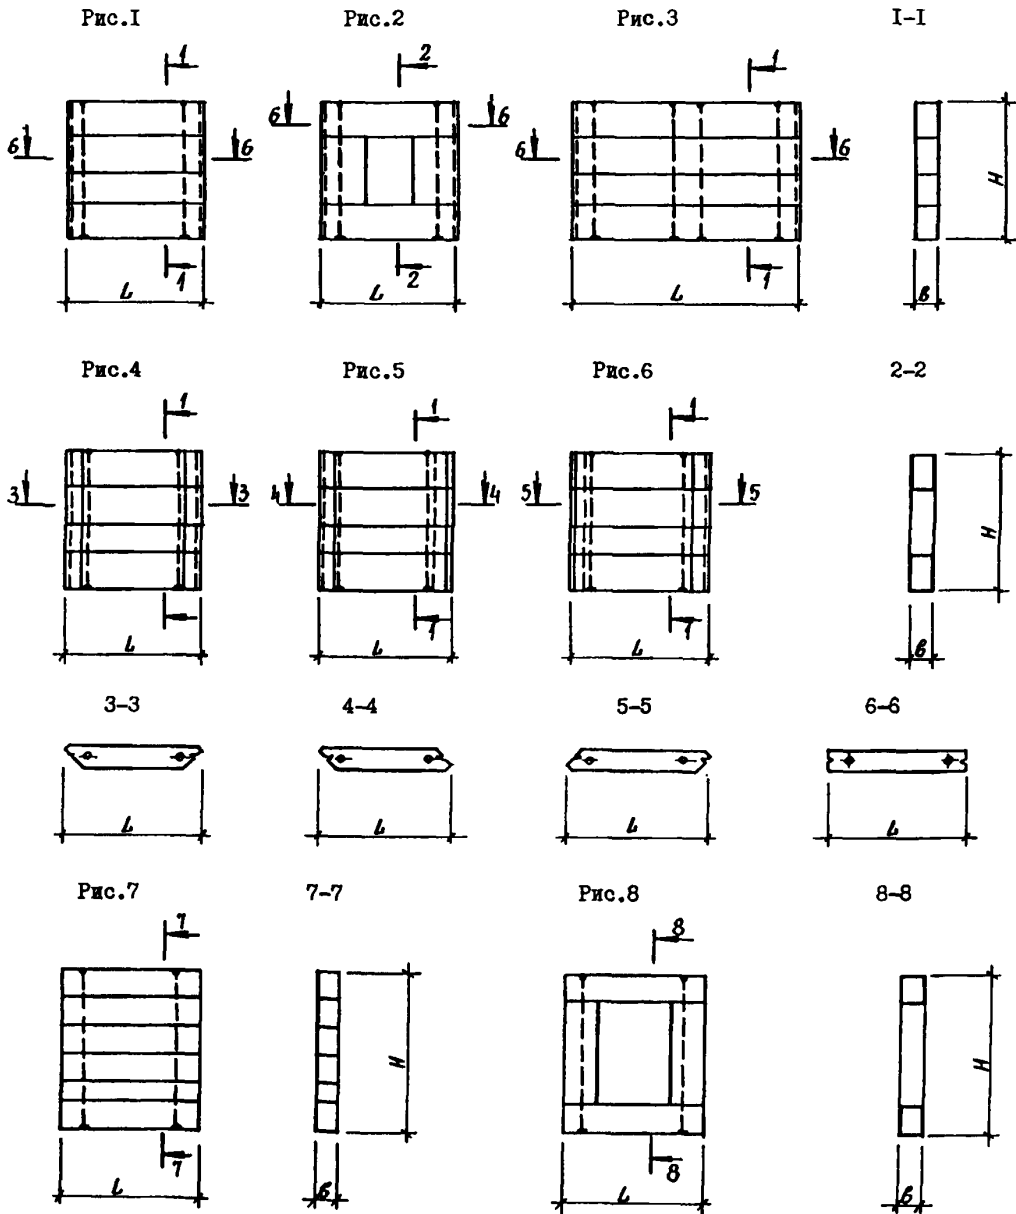 Рис.I Рис.2 Рис.3 I-I
1 2 1
6 6 6 6 6 6 H
1 2 1
L L L в
Рис.4 Рис.5 Рис.6 2-2
1 1 1
3 3 4 4 5 5 H
1 1
L L L в
3-3 4-4 5-5 6-6
L L L L
Рис.7 7-7 Рис.8 8-8
7 8
H H
7 8
L в L в